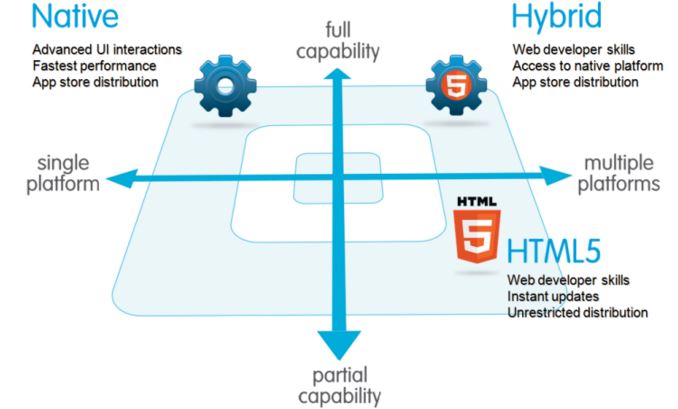 Native
Advanced UI interactions
Fastest performance
App store distribution
full
capability
Hybrid
Web developer skills
Access to native platform
App store distribution
5
single
platform
multiple
platforms
HTML
5
HTML5
Web developer skills
Instant updates
Unrestricted distribution
partial
capability